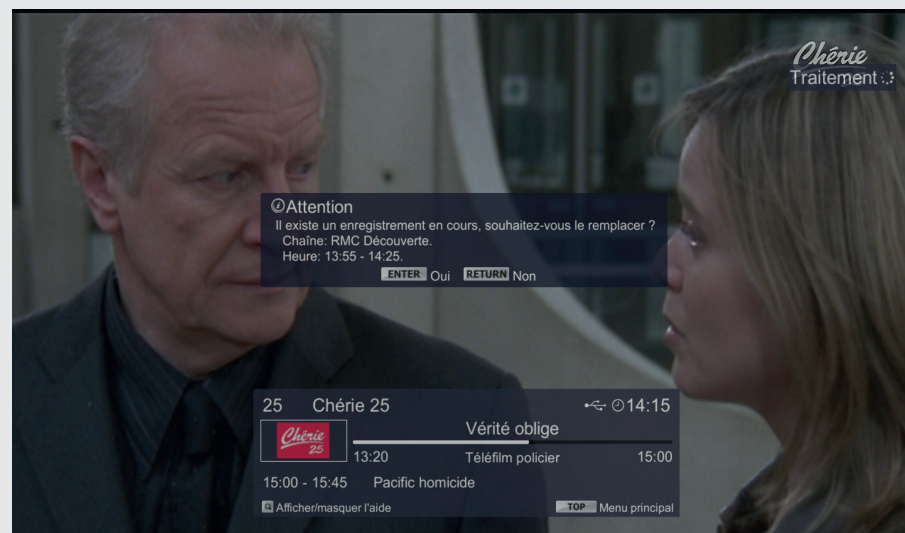 Chérie
Traitement
Attention
Il existe un enregistrement en cours, souhaitez-vous le remplacer ?
Chaîne: RMC Découverte.
Heure: 13:55 - 14:25.
ENTER Oui RETURN Non
25 Chérie 25 14:15
Chérie 25
Vérité oblige
13:20 Téléfilm policier 15:00
15:00 - 15:45 Pacific homicide
Afficher/masquer l'aide TOP Menu principal